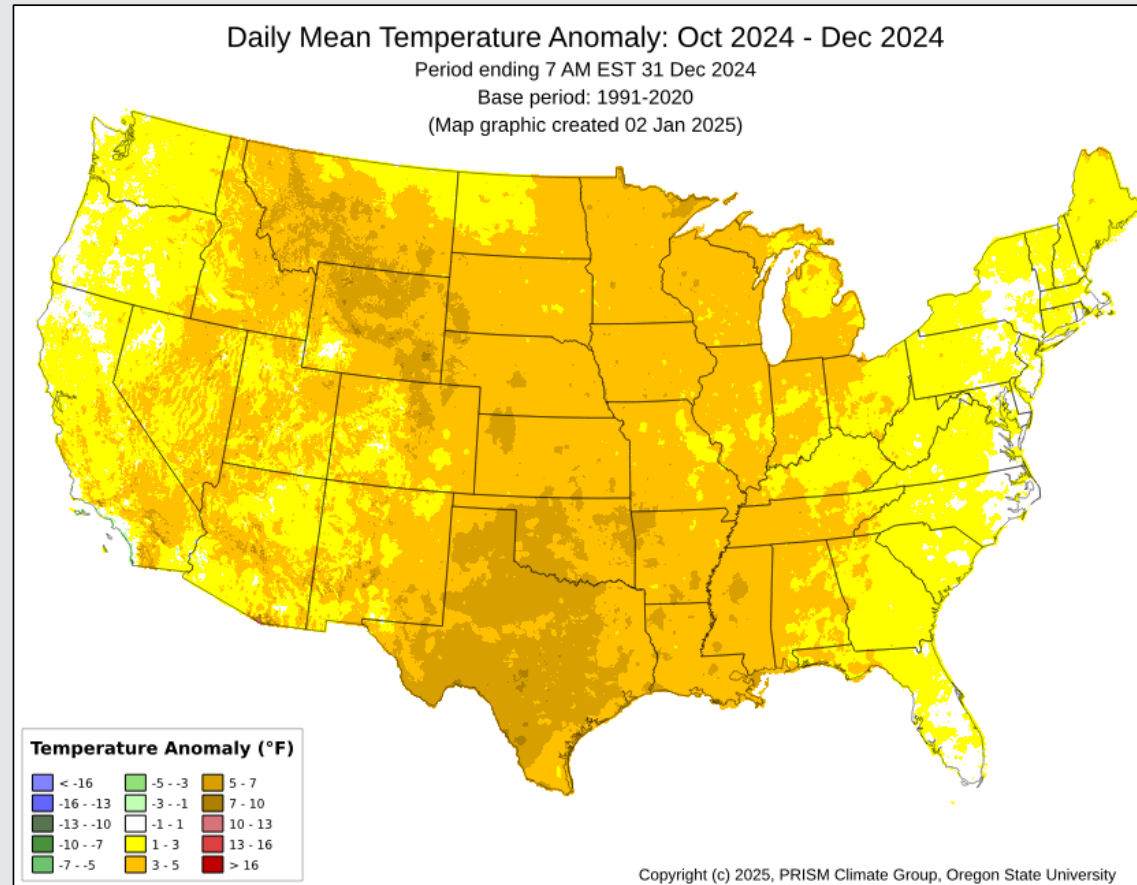 Daily Mean Temperature Anomaly: Oct 2024 - Dec 2024
Period ending 7 AM EST 31 Dec 2024
Base period: 1991-2020
(Map graphic created 02 Jan 2025)
Temperature Anomaly (°F)
< -16
-16 - -13
-13 - -10
-10 - -7
-7 - -5
-5 - -3
-3 - -1
-1 - 1
1 - 3
3 - 5
5 - 7
7 - 10
10 - 13
13 - 16
> 16
Copyright (c) 2025, PRISM Climate Group, Oregon State University